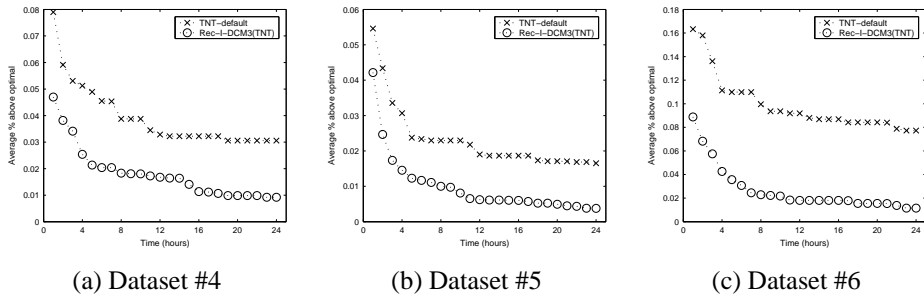 0.08
0.07
0.06
0.05
0.04
0.03
0.02
0.01
0
Average % above optimal
0 4 8 12 16 20 24
Time (hours)
TNT−default
Rec−I−DCM3(TNT)
(a) Dataset #4
0.06
0.05
0.04
0.03
0.02
0.01
0
Average % above optimal
0 4 8 12 16 20 24
Time (hours)
TNT−default
Rec−I−DCM3(TNT)
(b) Dataset #5
0.18
0.16
0.14
0.12
0.1
0.08
0.06
0.04
0.02
0
Average % above optimal
0 4 8 12 16 20 24
Time (hours)
TNT−default
Rec−I−DCM3(TNT)
(c) Dataset #6